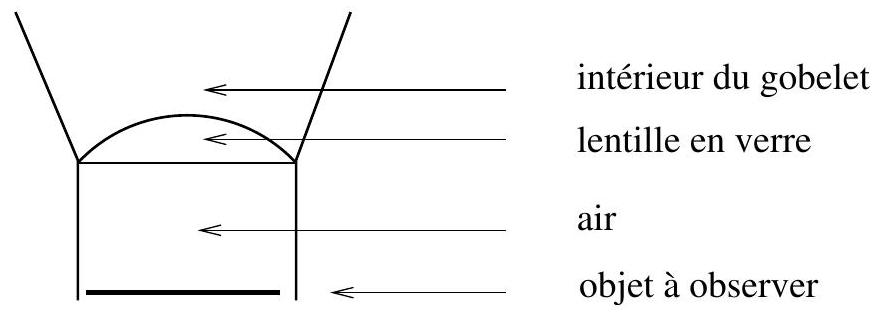 intérieur du gobelet
lentille en verre
air
objet à observer